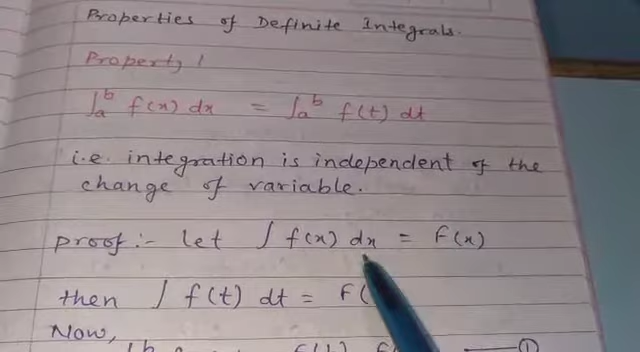 Properties of Definite Integrals.
Property 1
∫ₐᵇ f(x) dx = ∫ₐᵇ f(t) dt
i.e. integration is independent of the
change of variable.
Proof:- Let ∫ f(x) dx = F(x)
then ∫ f(t) dt = F(
Now,